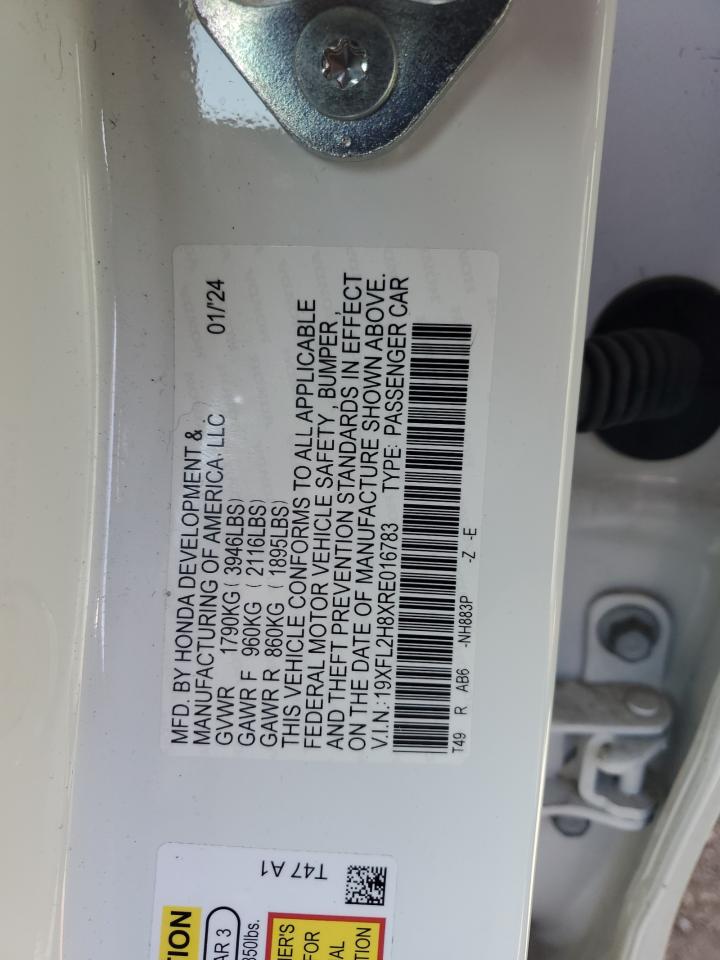 MFD. BY HONDA DEVELOPMENT &
MANUFACTURING OF AMERICA, LLC
GVWR 1790KG ( 3946LBS) 01/'24
GAWR F 960KG ( 2116LBS)
GAWR R 860KG ( 1895LBS)
THIS VEHICLE CONFORMS TO ALL APPLICABLE
FEDERAL MOTOR VEHICLE SAFETY, BUMPER,
AND THEFT PREVENTION STANDARDS IN EFFECT
ON THE DATE OF MANUFACTURE SHOWN ABOVE.
V.I.N.: 19XFL2H8XRE016783 TYPE: PASSENGER CAR
T49 R AB6 -NH883P -Z -E
T47 A1
AR 3
350lbs.